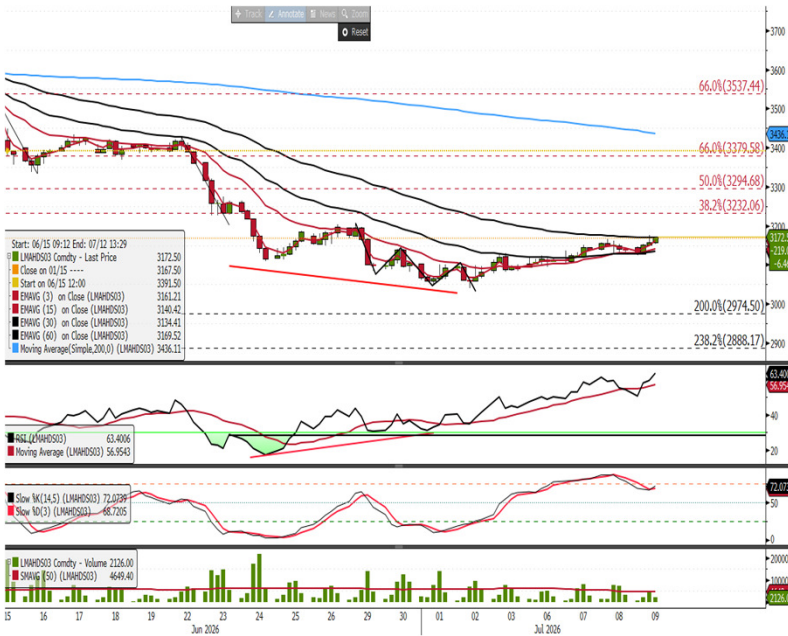 Track Annotate News Zoom
Reset
3700
3600
66.0%(3537.44)
3500
3436.
3400
66.0%(3379.58)
3300
50.0%(3294.68)
38.2%(3232.06)
3200
3172.5
-219.0
Start: 06/15 09:12 End: 07/12 13:29
LMAHDS03 Comdty - Last Price 3172.50
Close on 01/15 ---- 3167.50
Start on 06/15 12:00 3391.50
EMAVG (3) on Close (LMAHDS03) 3161.21
EMAVG (15) on Close (LMAHDS03) 3140.42
EMAVG (30) on Close (LMAHDS03) 3134.41
EMAVG (60) on Close (LMAHDS03) 3169.52
Moving Average(Simple,200,0) (LMAHDS03) 3436.11
3000
200.0%(2974.50)
2900
238.2%(2888.17)
63.400
56.954
40
20
RSI (LMAHDS03) 63.4006
Moving Average (LMAHDS03) 56.9543
72.073
50
0
Slow %K(14,5) (LMAHDS03) 72.0739
Slow %D(3) (LMAHDS03) 68.7205
20000
10000
2126.0
LMAHDS03 Comdty - Volume 2126.00
SMAVG (50) (LMAHDS03) 4649.40
15 16 17 18 19 22 23 24 25 26 29 30 01 02 03 06 07 08 09
Jun 2026 Jul 2026